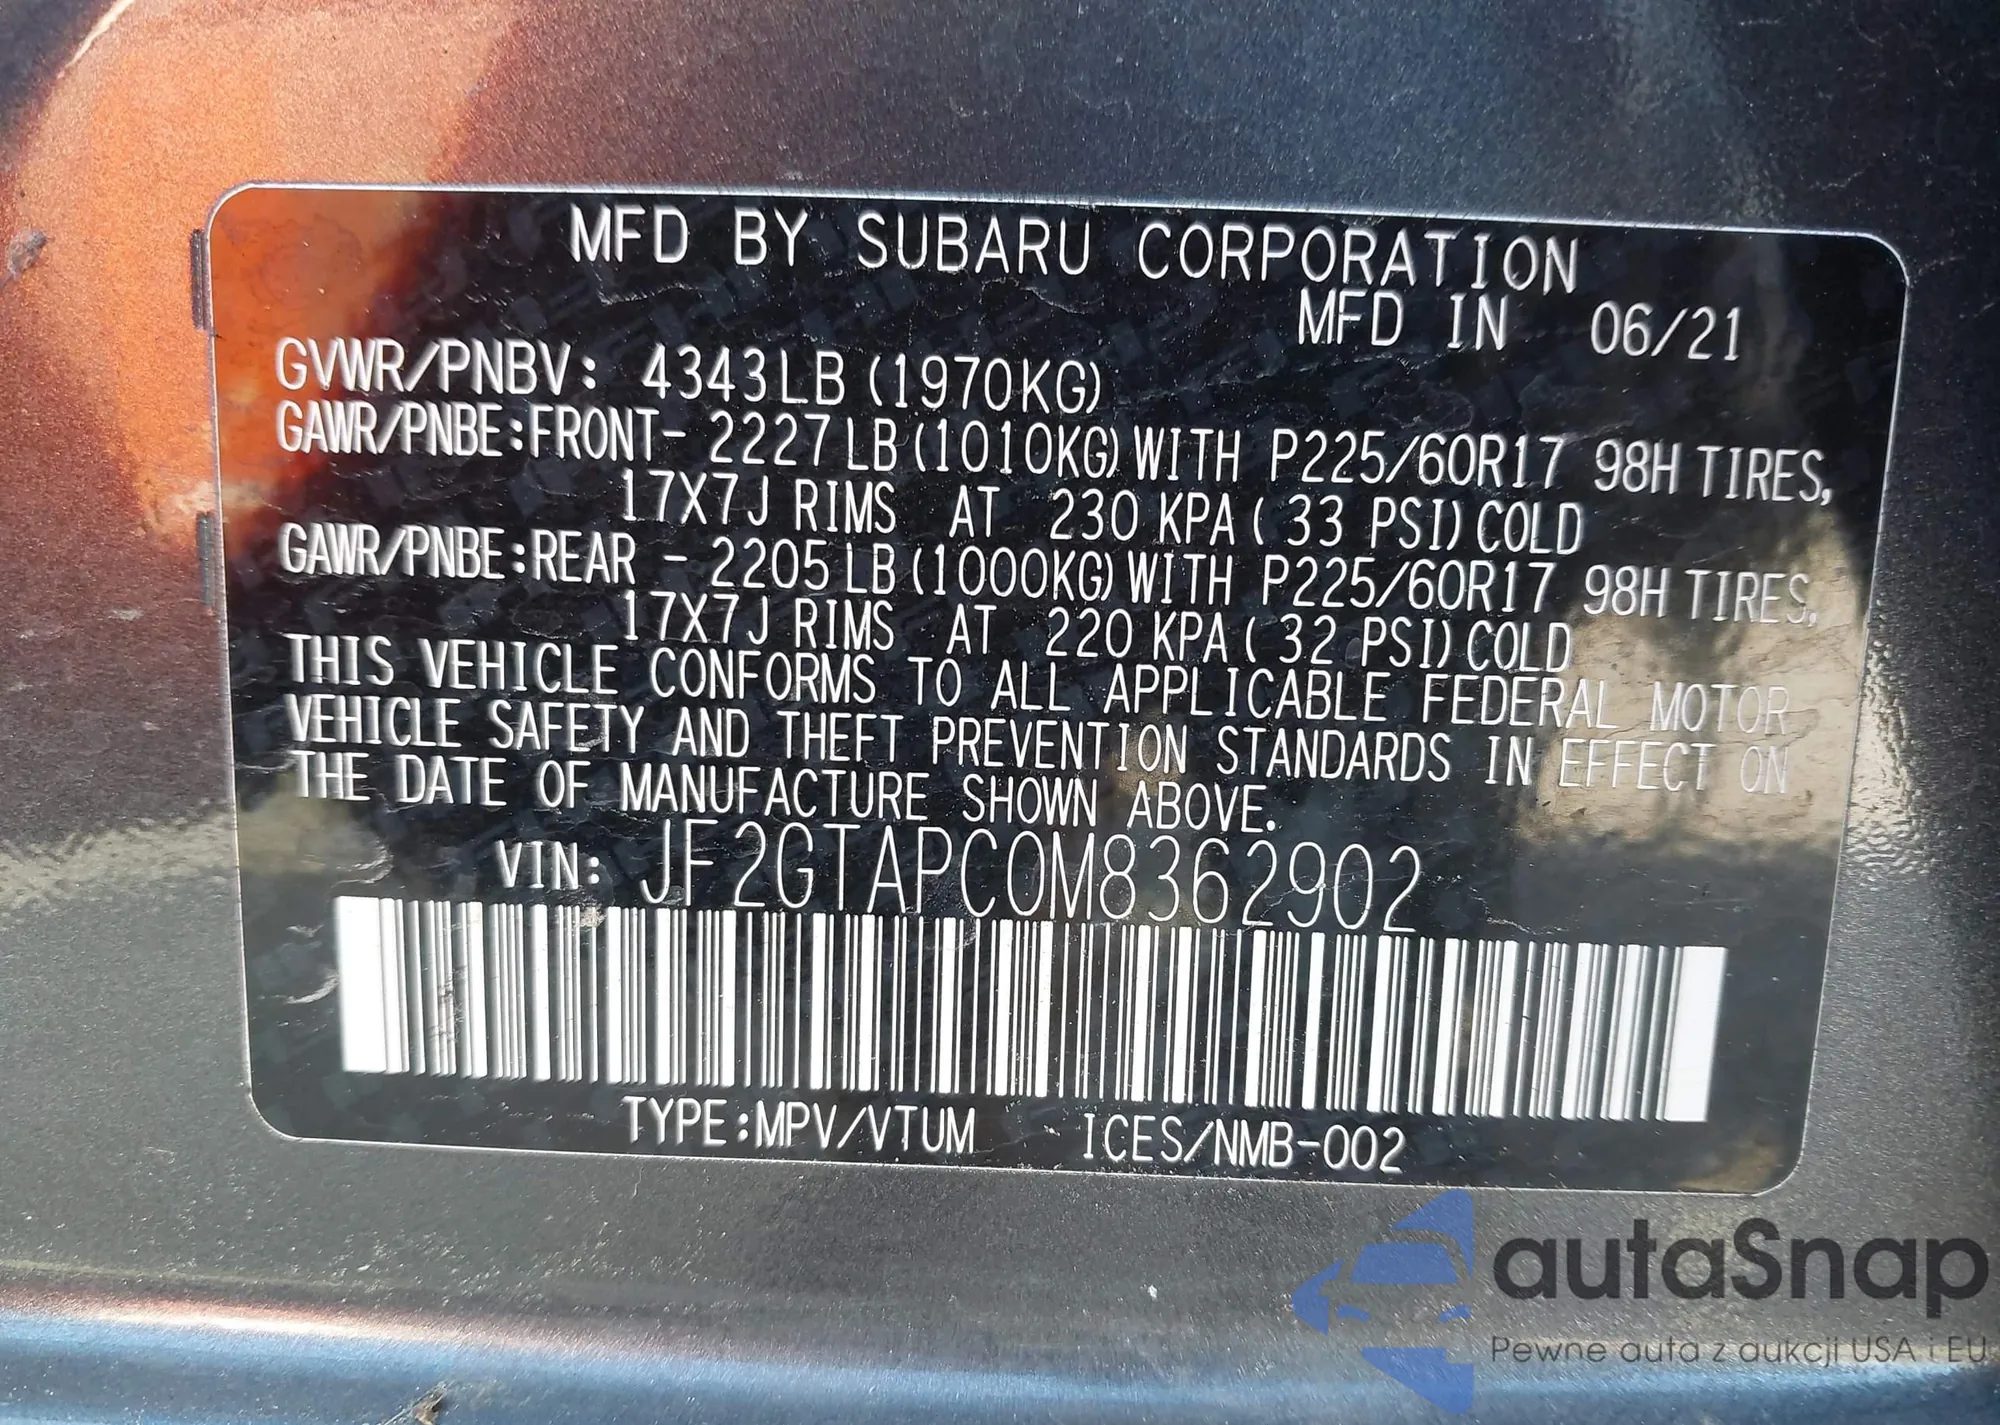 MFD BY SUBARU CORPORATION
MFD IN 06/21
GVWR/PNBV: 4343LB (1970KG)
GAWR/PNBE:FRONT- 2227LB(1010KG)WITH P225/60R17 98H TIRES,
17X7J RIMS AT 230 KPA( 33 PSI)COLD
GAWR/PNBE:REAR - 2205LB(1000KG)WITH P225/60R17 98H TIRES,
17X7J RIMS AT 220 KPA( 32 PSI)COLD
THIS VEHICLE CONFORMS TO ALL APPLICABLE FEDERAL MOTOR
VEHICLE SAFETY AND THEFT PREVENTION STANDARDS IN EFFECT ON
THE DATE OF MANUFACTURE SHOWN ABOVE.
VIN: JF2GTAPC0M8362902
TYPE:MPV/VTUM ICES/NMB-002
autaSnap
Pewne auta z aukcji USA i EU